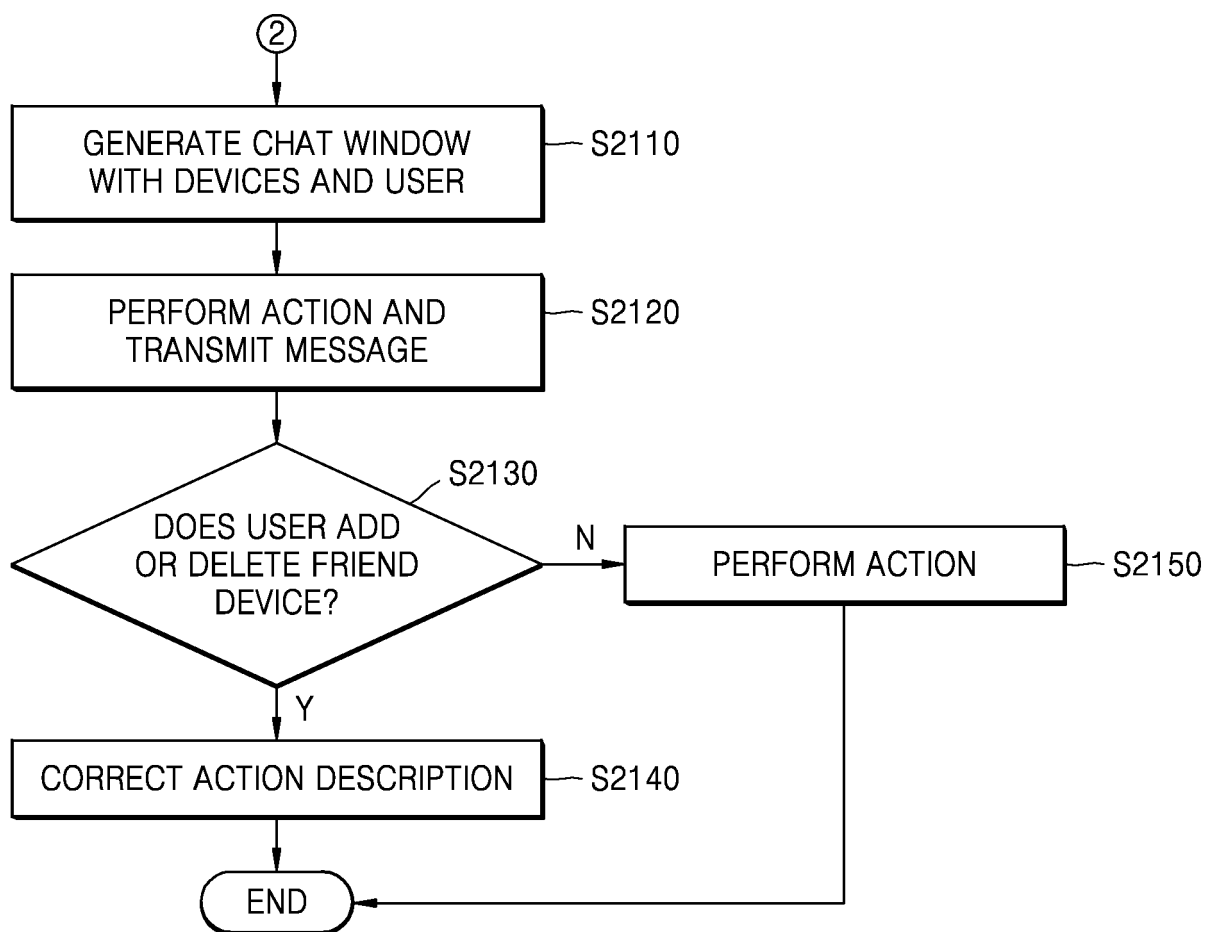 2
GENERATE CHAT WINDOW
WITH DEVICES AND USER
S2110
PERFORM ACTION AND
TRANSMIT MESSAGE
S2120
S2130
DOES USER ADD
OR DELETE FRIEND
DEVICE?
N
PERFORM ACTION
S2150
Y
CORRECT ACTION DESCRIPTION
S2140
END